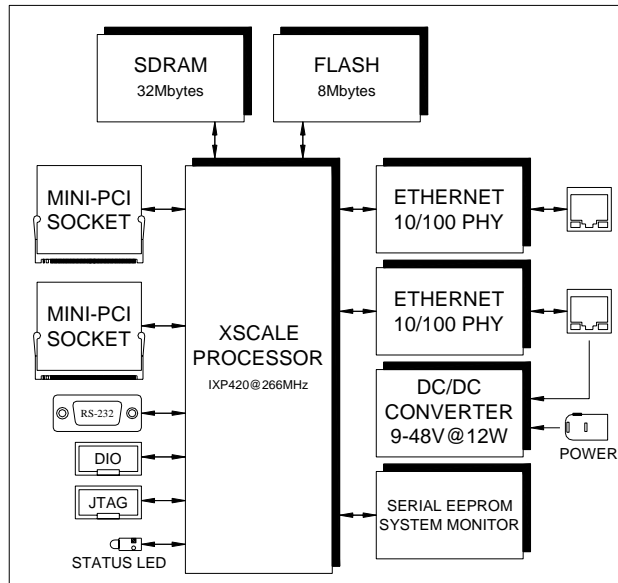 SDRAM
32Mbytes
FLASH
8Mbytes
MINI-PCI
SOCKET
ETHERNET
10/100 PHY
MINI-PCI
SOCKET
ETHERNET
10/100 PHY
XSCALE
PROCESSOR
IXP420@266MHz
RS-232
DC/DC
CONVERTER
9-48V@12W
POWER
DIO
JTAG
SERIAL EEPROM
SYSTEM MONITOR
STATUS LED